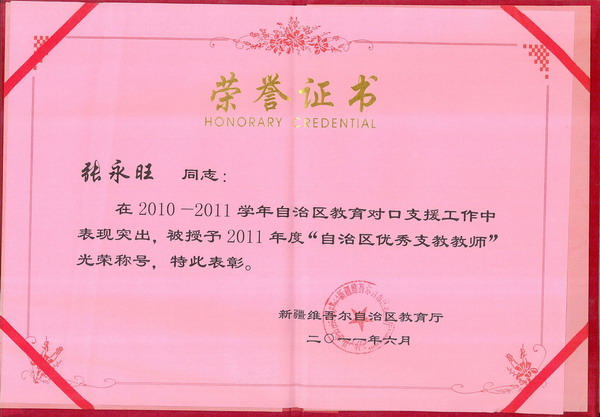 荣誉证书
HONORARY CREDENTIAL
张永旺 同志：
在2010－2011学年自治区教育对口支援工作中
表现突出，被授予2011年度“自治区优秀支教教师”
光荣称号，特此表彰。
新疆维吾尔自治区教育厅
二〇一一年六月